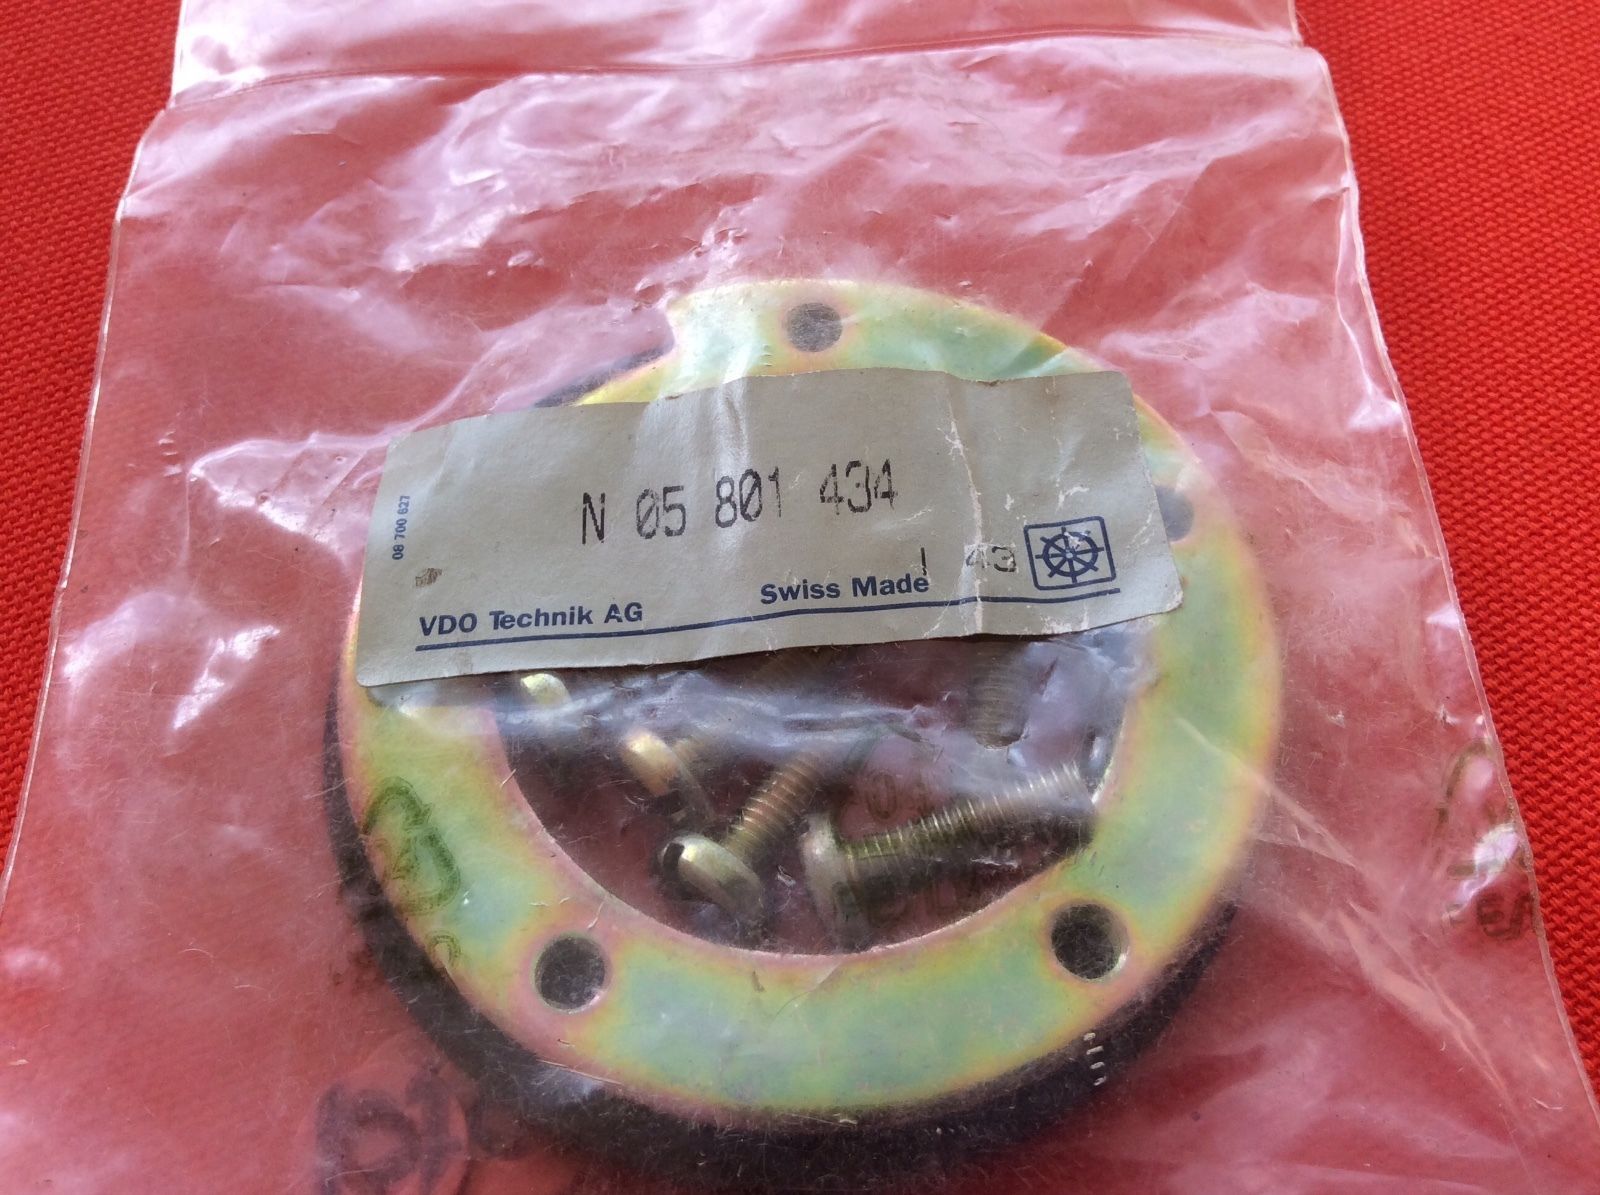 N 05 801 434
08 700 627
43
VDO Technik AG Swiss Made